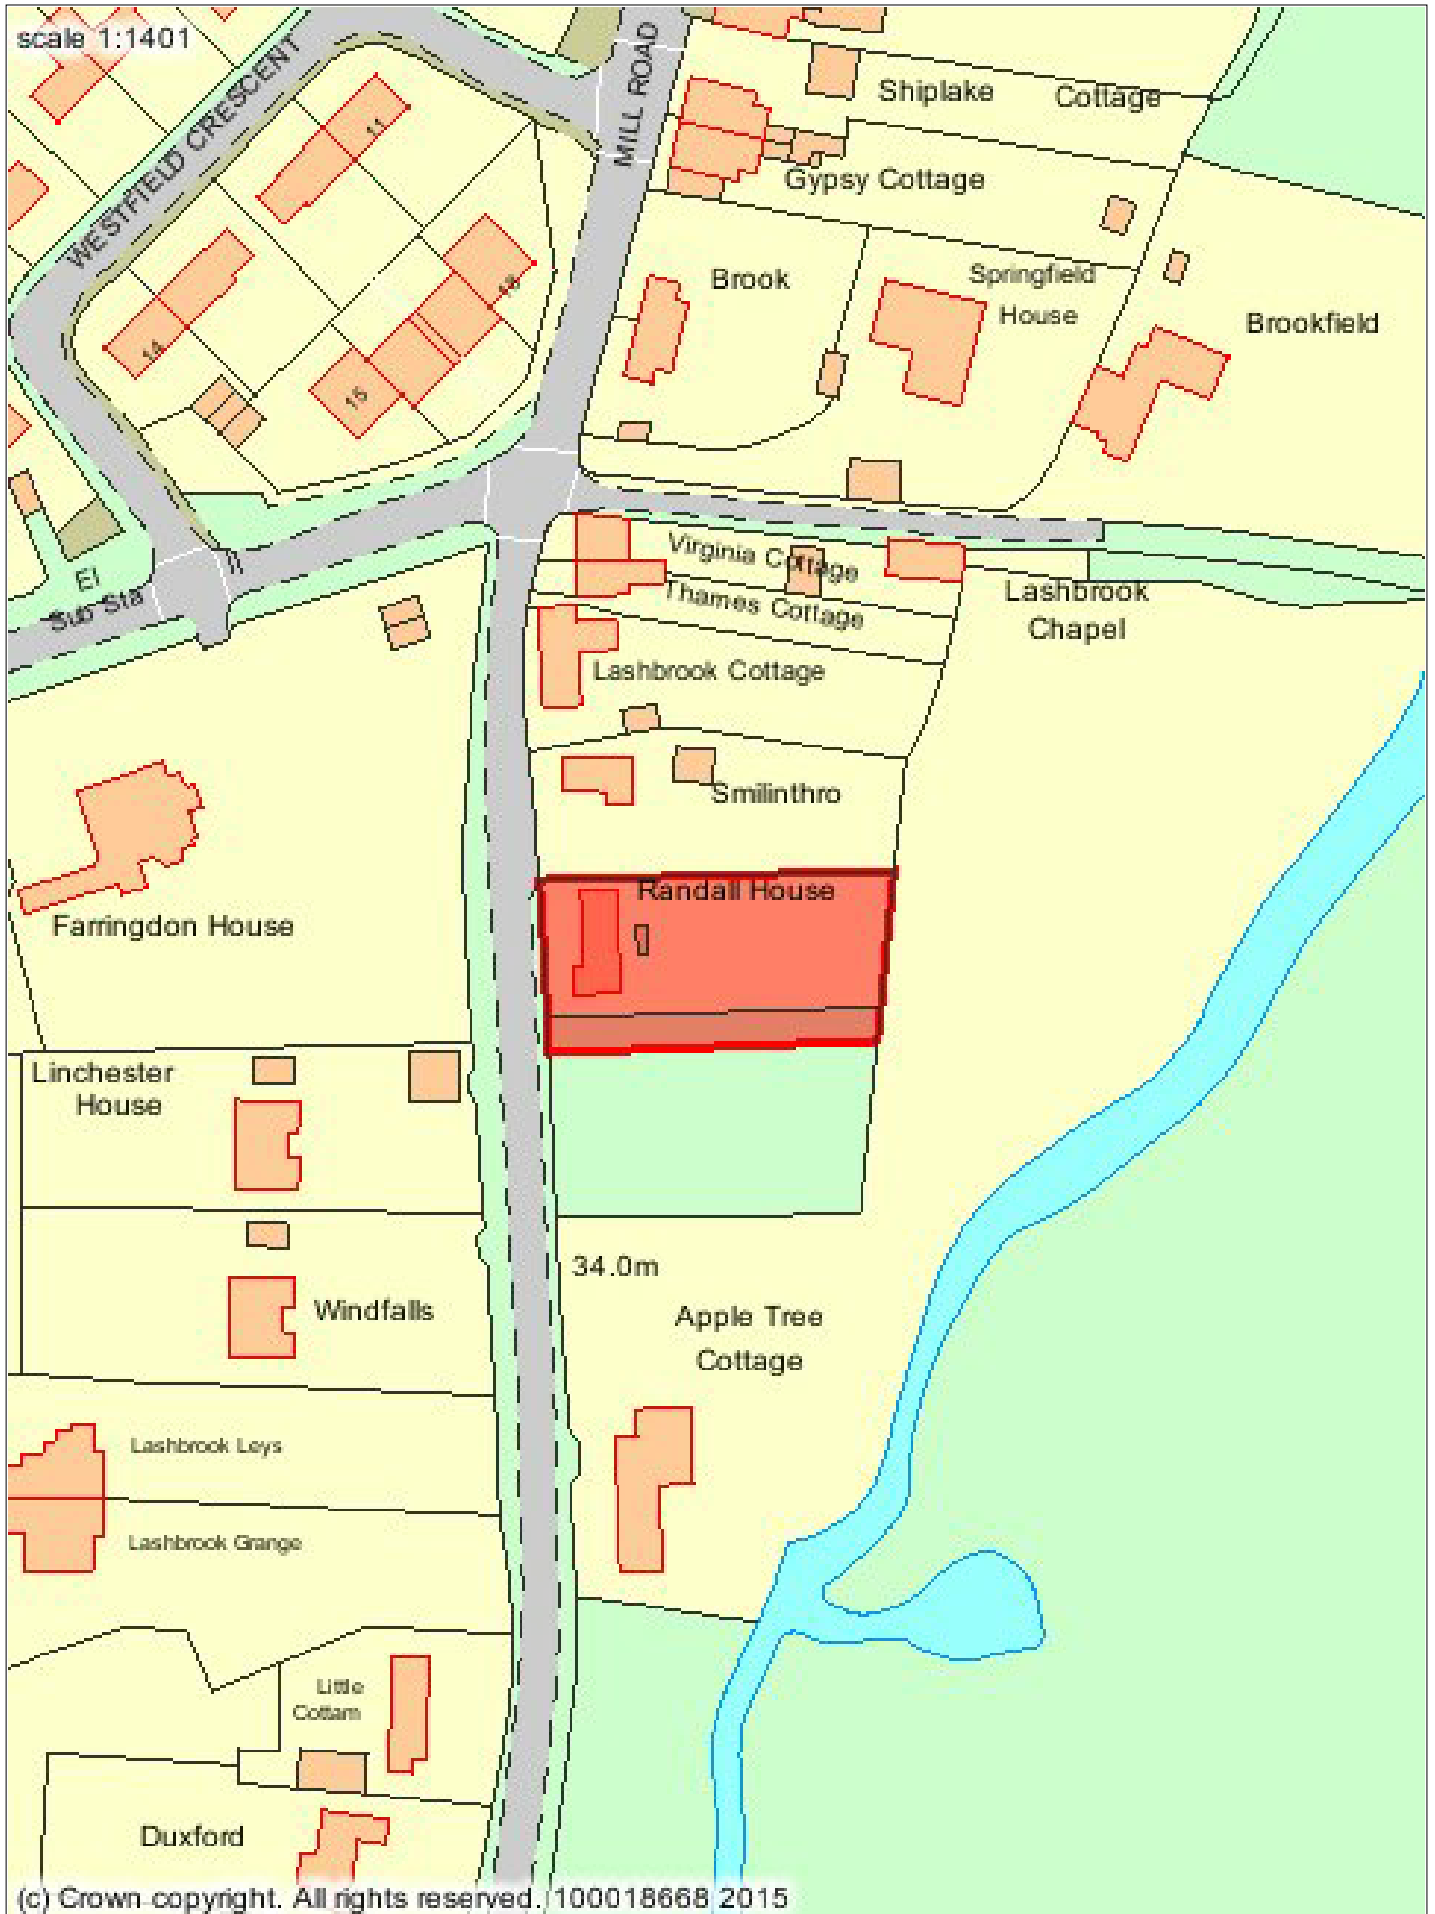 scale 1:1401
WESTFIELD CRESCENT
MILL ROAD
Shiplake Cottage
11
Gypsy Cottage
Brook
Springfield
House
Brookfield
18
14
15
Virginia Cottage
Thames Cottage
El
Sub Sta
Lashbrook
Chapel
Lashbrook Cottage
Smilinthro
Randall House
Farringdon House
Linchester
House
34.0m
Windfalls
Apple Tree
Cottage
Lashbrook Leys
Lashbrook Grange
Little
Cottam
Duxford
(c) Crown copyright. All rights reserved. 100018668 2015